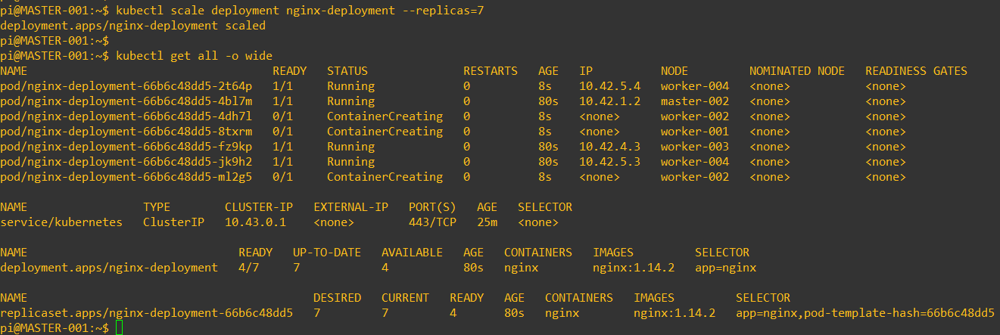 pi@MASTER-001:~$ kubectl scale deployment nginx-deployment --replicas=7
deployment.apps/nginx-deployment scaled
pi@MASTER-001:~$
pi@MASTER-001:~$ kubectl get all -o wide
NAME                                    READY   STATUS              RESTARTS   AGE   IP          NODE         NOMINATED NODE   READINESS GATES
pod/nginx-deployment-66b6c48dd5-2t64p   1/1     Running             0          8s    10.42.5.4   worker-004   <none>           <none>
pod/nginx-deployment-66b6c48dd5-4bl7m   1/1     Running             0          80s   10.42.1.2   master-002   <none>           <none>
pod/nginx-deployment-66b6c48dd5-4dh7l   0/1     ContainerCreating   0          8s    <none>      worker-002   <none>           <none>
pod/nginx-deployment-66b6c48dd5-8txrm   0/1     ContainerCreating   0          8s    <none>      worker-001   <none>           <none>
pod/nginx-deployment-66b6c48dd5-fz9kp   1/1     Running             0          80s   10.42.4.3   worker-003   <none>           <none>
pod/nginx-deployment-66b6c48dd5-jk9h2   1/1     Running             0          80s   10.42.5.3   worker-004   <none>           <none>
pod/nginx-deployment-66b6c48dd5-ml2g5   0/1     ContainerCreating   0          8s    <none>      worker-002   <none>           <none>
NAME                 TYPE        CLUSTER-IP   EXTERNAL-IP   PORT(S)   AGE   SELECTOR
service/kubernetes   ClusterIP   10.43.0.1    <none>        443/TCP   25m   <none>
NAME                               READY   UP-TO-DATE   AVAILABLE   AGE   CONTAINERS   IMAGES         SELECTOR
deployment.apps/nginx-deployment   4/7     7            4           80s   nginx        nginx:1.14.2   app=nginx
NAME                                          DESIRED   CURRENT   READY   AGE   CONTAINERS   IMAGES         SELECTOR
replicaset.apps/nginx-deployment-66b6c48dd5   7         7         4       80s   nginx        nginx:1.14.2   app=nginx,pod-template-hash=66b6c48dd5
pi@MASTER-001:~$